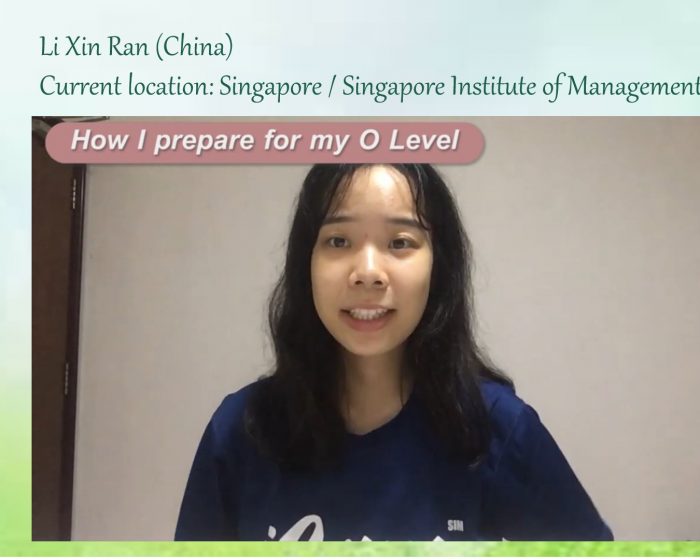 Li Xin Ran (China)
Current location: Singapore / Singapore Institute of Management
How I prepare for my O Level
SIM